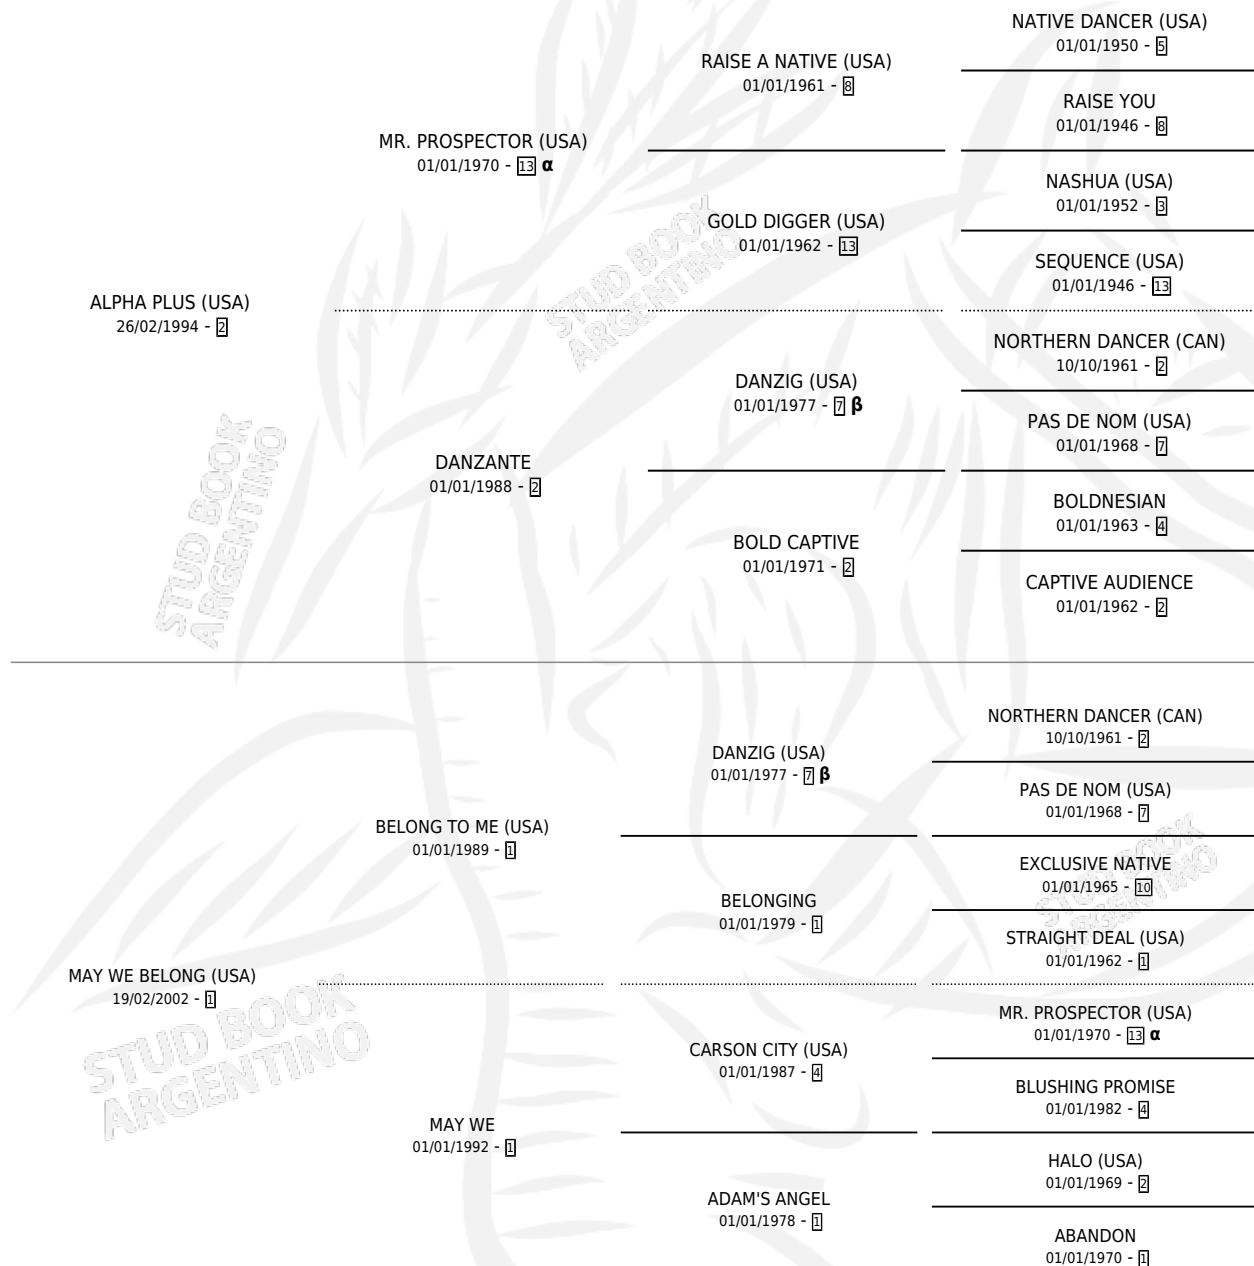 NATIVE DANCER (USA)
01/01/1950 - 5
RAISE A NATIVE (USA)
01/01/1961 - 8
RAISE YOU
01/01/1946 - 8
MR. PROSPECTOR (USA)
01/01/1970 - 13 α
NASHUA (USA)
01/01/1952 - 3
GOLD DIGGER (USA)
01/01/1962 - 13
SEQUENCE (USA)
01/01/1946 - 13
ALPHA PLUS (USA)
26/02/1994 - 2
NORTHERN DANCER (CAN)
10/10/1961 - 2
DANZIG (USA)
01/01/1977 - 7 β
PAS DE NOM (USA)
01/01/1968 - 7
DANZANTE
01/01/1988 - 2
BOLDNESIAN
01/01/1963 - 4
BOLD CAPTIVE
01/01/1971 - 2
CAPTIVE AUDIENCE
01/01/1962 - 2
NORTHERN DANCER (CAN)
10/10/1961 - 2
DANZIG (USA)
01/01/1977 - 7 β
PAS DE NOM (USA)
01/01/1968 - 7
BELONG TO ME (USA)
01/01/1989 - 1
EXCLUSIVE NATIVE
01/01/1965 - 10
BELONGING
01/01/1979 - 1
STRAIGHT DEAL (USA)
01/01/1962 - 1
MAY WE BELONG (USA)
19/02/2002 - 1
MR. PROSPECTOR (USA)
01/01/1970 - 13 α
CARSON CITY (USA)
01/01/1987 - 4
BLUSHING PROMISE
01/01/1982 - 4
MAY WE
01/01/1992 - 1
HALO (USA)
01/01/1969 - 2
ADAM'S ANGEL
01/01/1978 - 1
ABANDON
01/01/1970 - 1
STUD BOOK
ARGENTINO
STUD BOOK
ARGENTINO
STUD BOOK
ARGENTINO
STUD BOOK
ARGENTINO